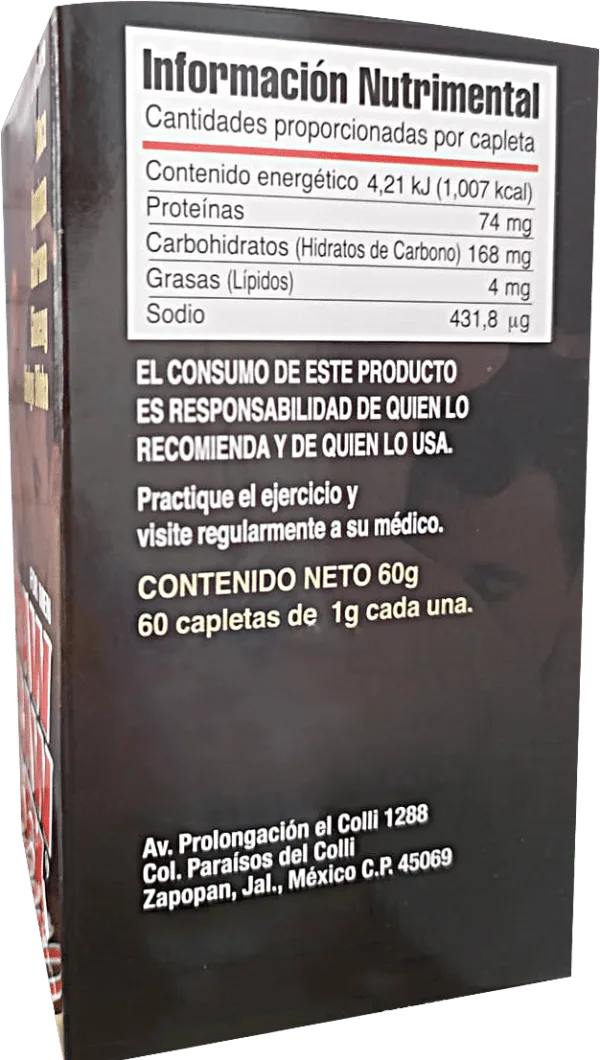 Información Nutrimental
Cantidades proporcionadas por capleta
Contenido energético 4,21 kJ (1,007 kcal)
Proteínas 74 mg
Carbohidratos (Hidratos de Carbono) 168 mg
Grasas (Lípidos) 4 mg
Sodio 431,8 µg
EL CONSUMO DE ESTE PRODUCTO
ES RESPONSABILIDAD DE QUIEN LO
RECOMIENDA Y DE QUIEN LO USA.
Practique el ejercicio y
visite regularmente a su médico.
CONTENIDO NETO 60g
60 capletas de 1g cada una.
Av. Prolongación el Colli 1288
Col. Paraísos del Colli
Zapopan, Jal., México C.P. 45069